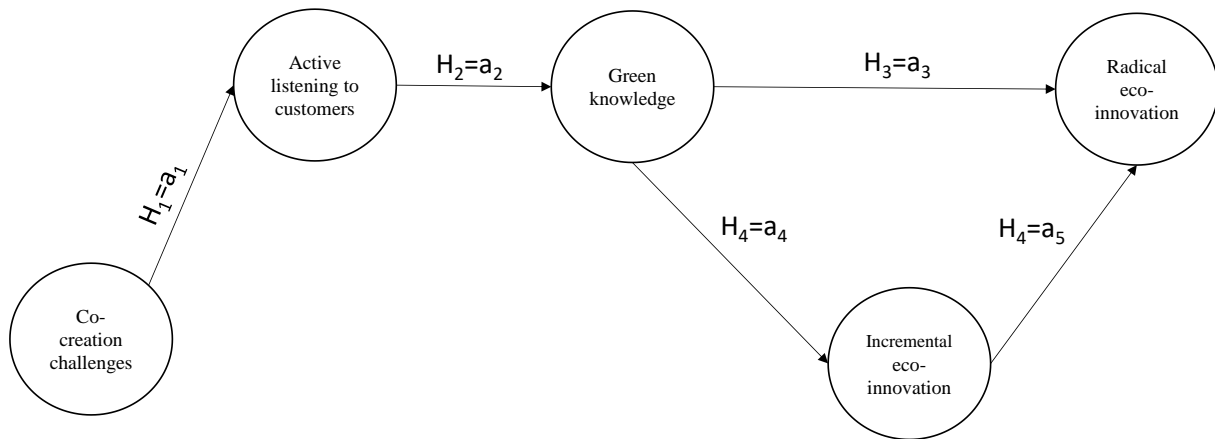 Active
listening to
customers
H₂=a₂
Green
knowledge
H₃=a₃
Radical
eco-
innovation
H₁=a₁
H₄=a₄
H₄=a₅
Co-
creation
challenges
Incremental
eco-
innovation